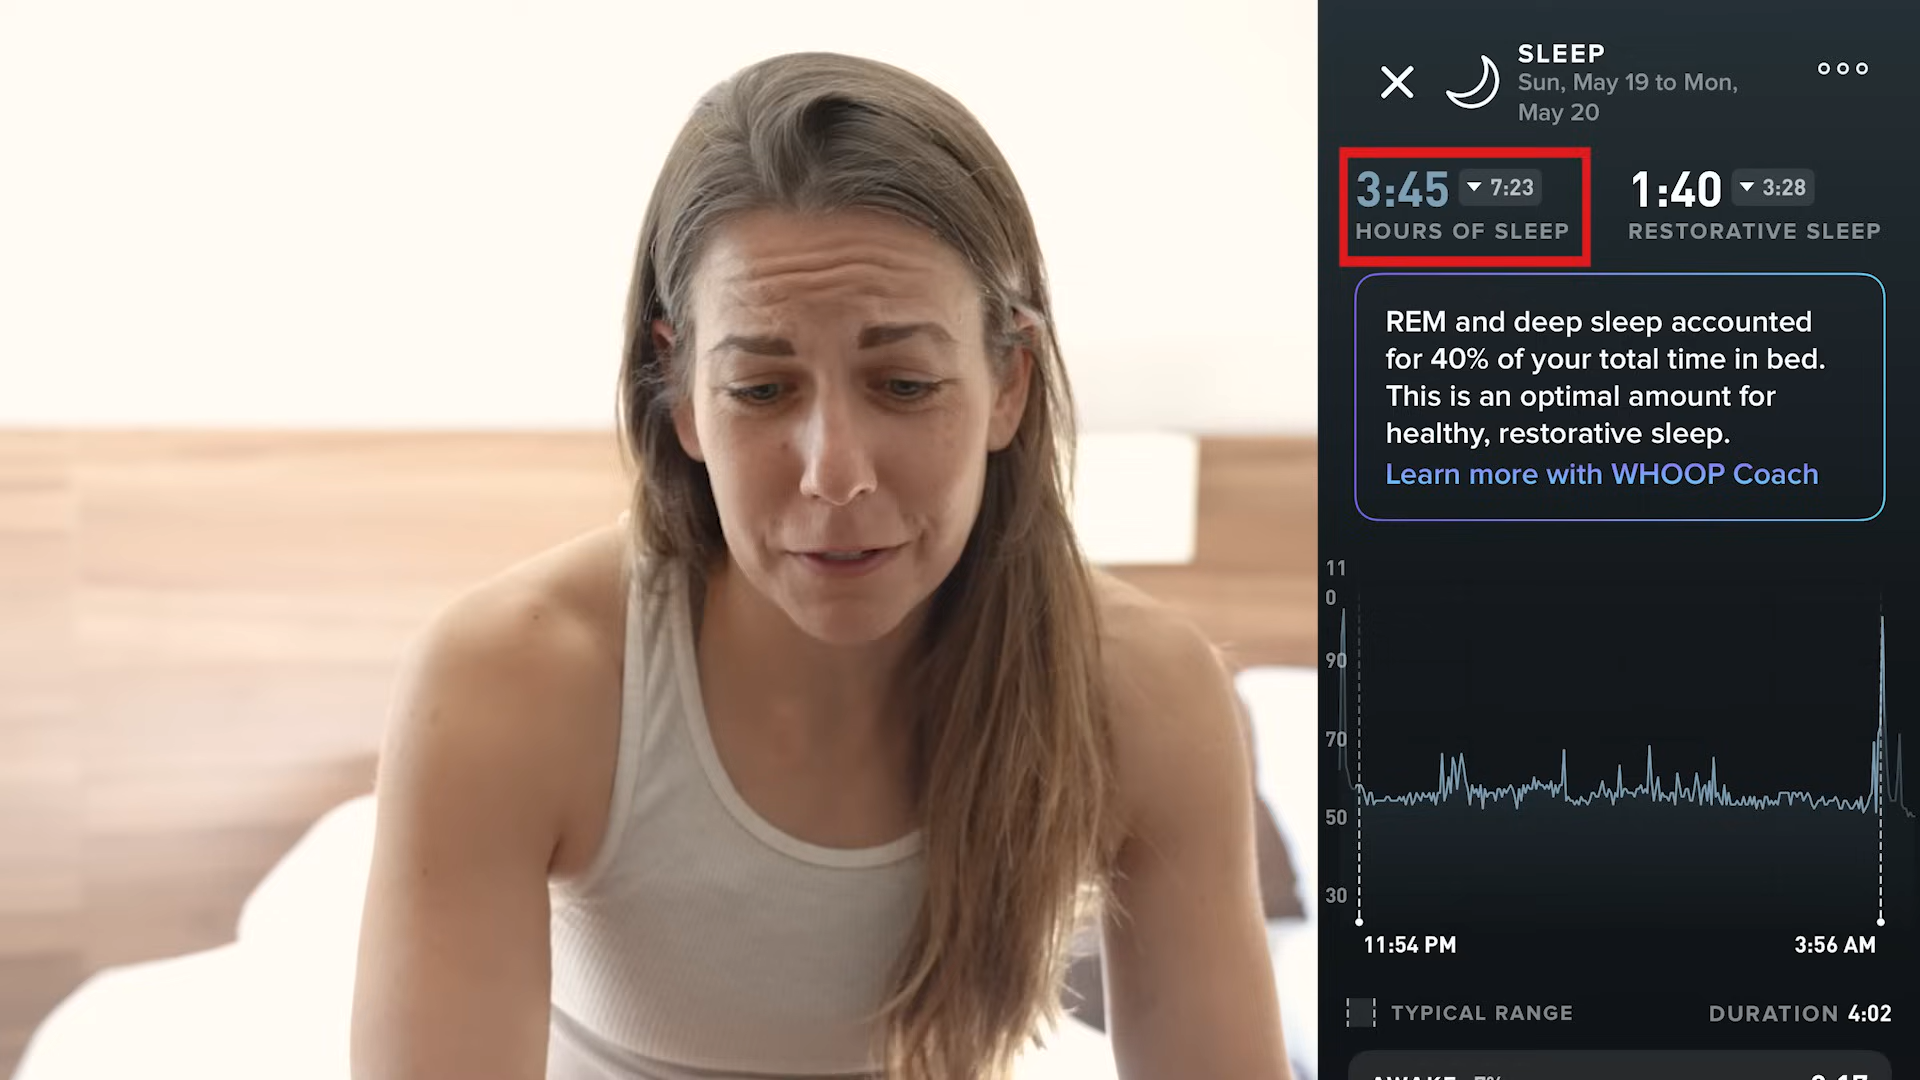 SLEEP
Sun, May 19 to Mon,
May 20
3:45 7:23
HOURS OF SLEEP
1:40 3:28
RESTORATIVE SLEEP
REM and deep sleep accounted
for 40% of your total time in bed.
This is an optimal amount for
healthy, restorative sleep.
Learn more with WHOOP Coach
11
0
90
70
50
30
11:54 PM
3:56 AM
TYPICAL RANGE
DURATION 4:02